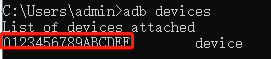 C:\Users\admin>adb devices
List of devices attached
0123456789ABCDEF device